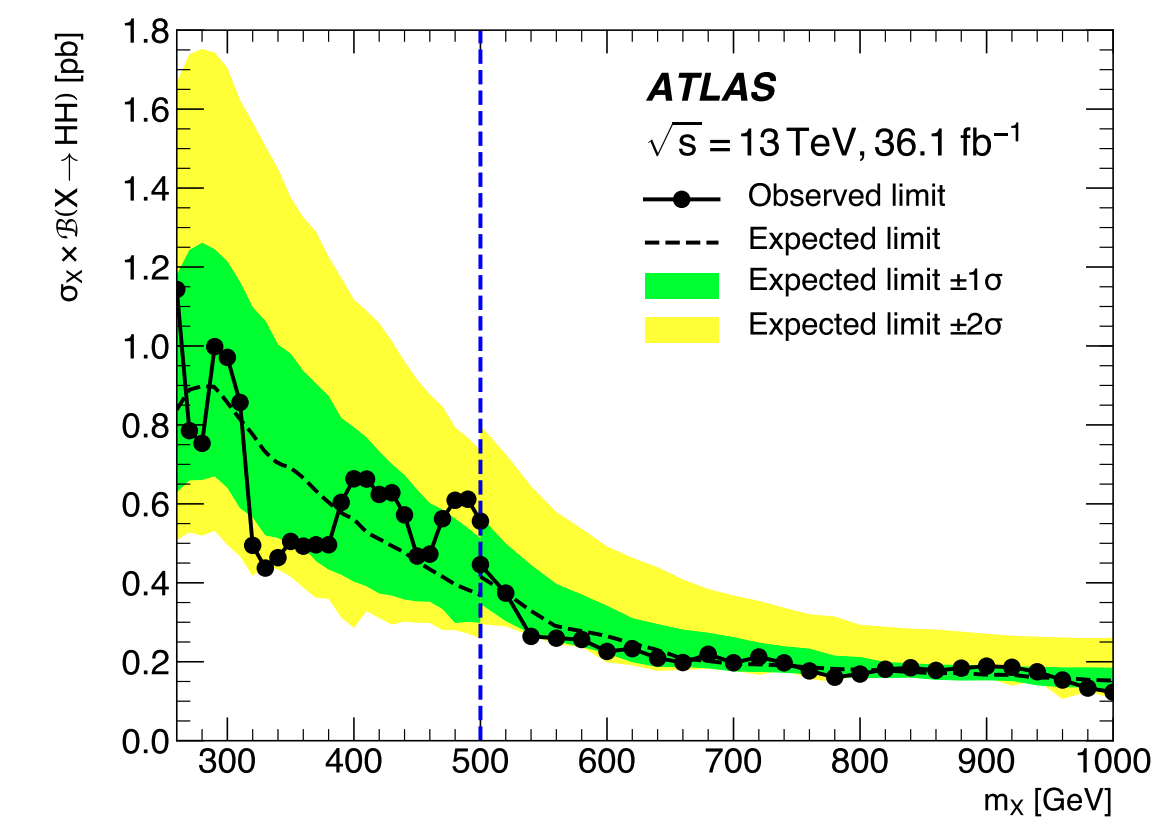 σX × ℬ(X → HH) [pb]
1.8
1.6
1.4
1.2
1.0
0.8
0.6
0.4
0.2
0.0
ATLAS
√s = 13 TeV, 36.1 fb⁻¹
Observed limit
Expected limit
Expected limit ±1σ
Expected limit ±2σ
300 400 500 600 700 800 900 1000
mX [GeV]